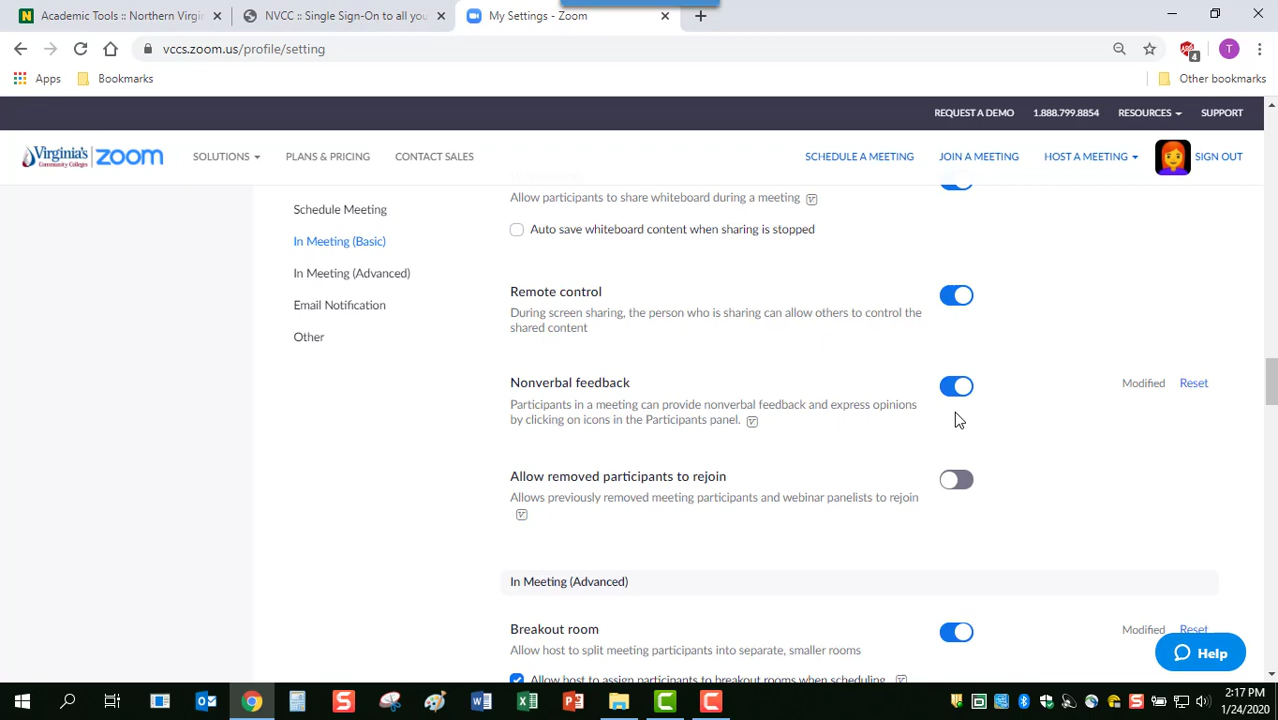 Academic Tools : Northern Virgin
NVCC :: Single Sign-On to all you
My Settings - Zoom
vccs.zoom.us/profile/setting
4
T
Apps
Bookmarks
Other bookmarks
REQUEST A DEMO
1.888.799.8854
RESOURCES
SUPPORT
Virginia's Community Colleges
zoom
SOLUTIONS
PLANS & PRICING
CONTACT SALES
SCHEDULE A MEETING
JOIN A MEETING
HOST A MEETING
SIGN OUT
Schedule Meeting
In Meeting (Basic)
In Meeting (Advanced)
Email Notification
Other
Allow participants to share whiteboard during a meeting
Auto save whiteboard content when sharing is stopped
Remote control
During screen sharing, the person who is sharing can allow others to control the
shared content
Nonverbal feedback
Modified
Reset
Participants in a meeting can provide nonverbal feedback and express opinions
by clicking on icons in the Participants panel.
Allow removed participants to rejoin
Allows previously removed meeting participants and webinar panelists to rejoin
In Meeting (Advanced)
Breakout room
Modified
Reset
Allow host to split meeting participants into separate, smaller rooms
Allow host to assign participants to breakout rooms when scheduling
Help
2:17 PM
1/24/2020